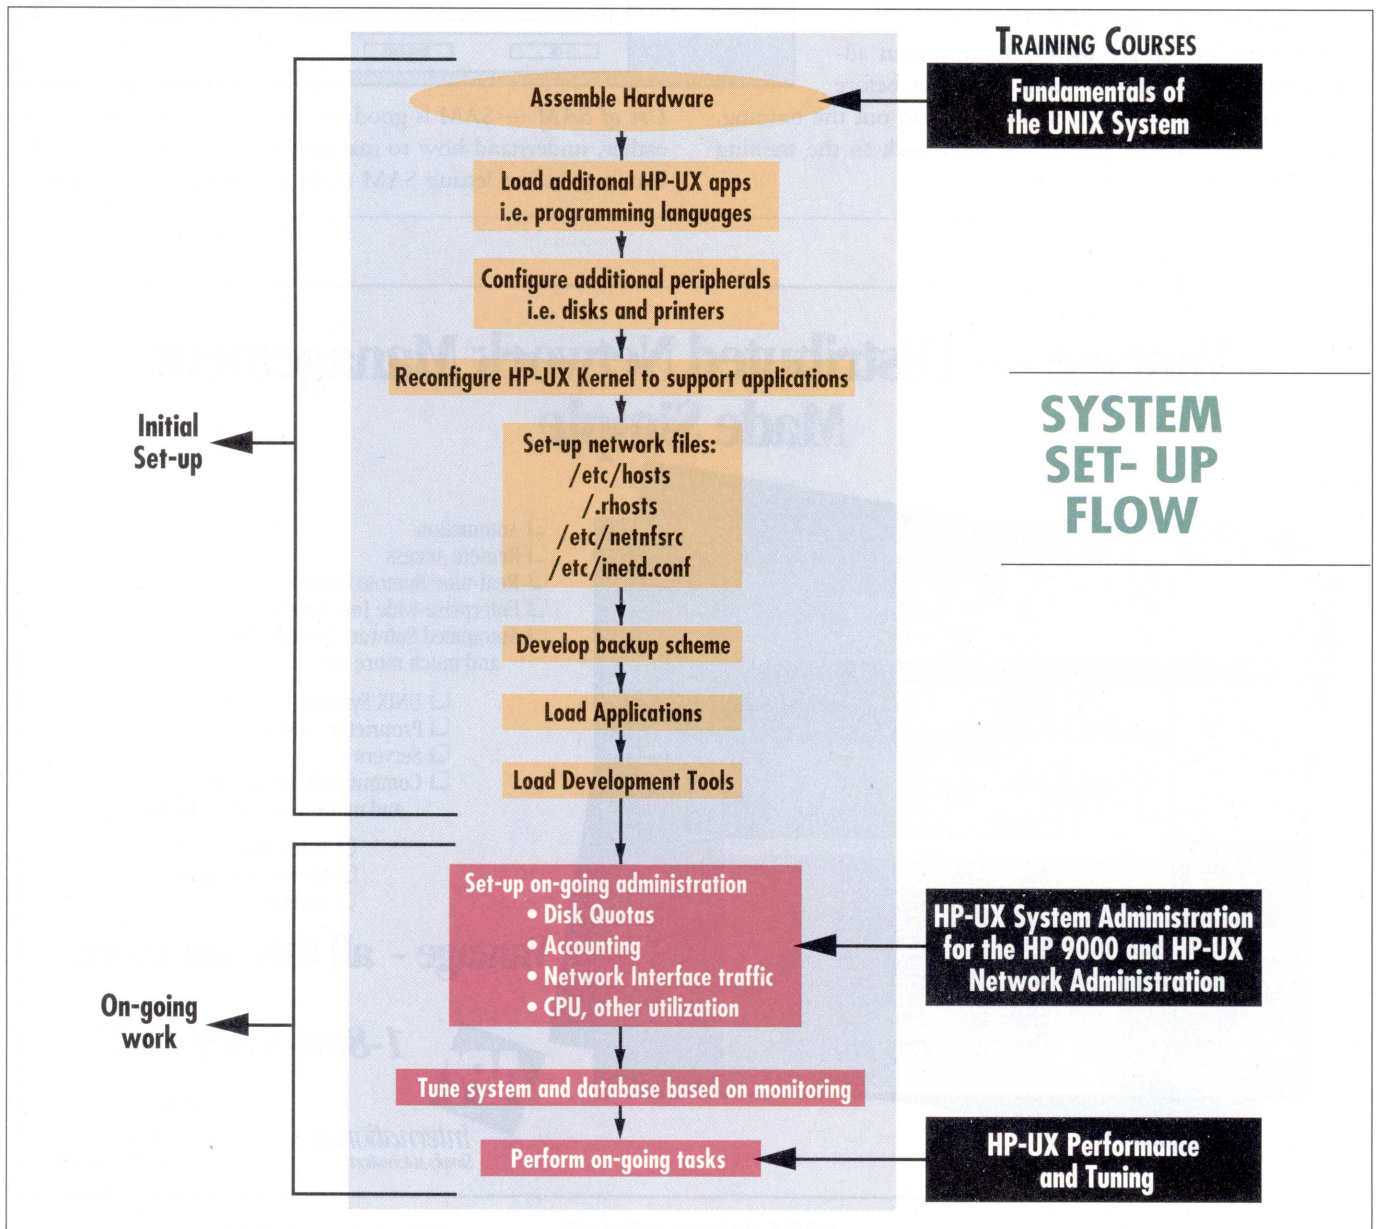 TRAINING COURSES
Assemble Hardware
Fundamentals of
the UNIX System
Load additonal HP-UX apps
i.e. programming languages
Configure additional peripherals
i.e. disks and printers
Reconfigure HP-UX Kernel to support applications
Initial
Set-up
Set-up network files:
/etc/hosts
/.rhosts
/etc/netnfsrc
/etc/inetd.conf
SYSTEM
SET- UP
FLOW
Develop backup scheme
Load Applications
Load Development Tools
On-going
work
Set-up on-going administration
• Disk Quotas
• Accounting
• Network Interface traffic
• CPU, other utilization
HP-UX System Administration
for the HP 9000 and HP-UX
Network Administration
Tune system and database based on monitoring
Perform on-going tasks
HP-UX Performance
and Tuning